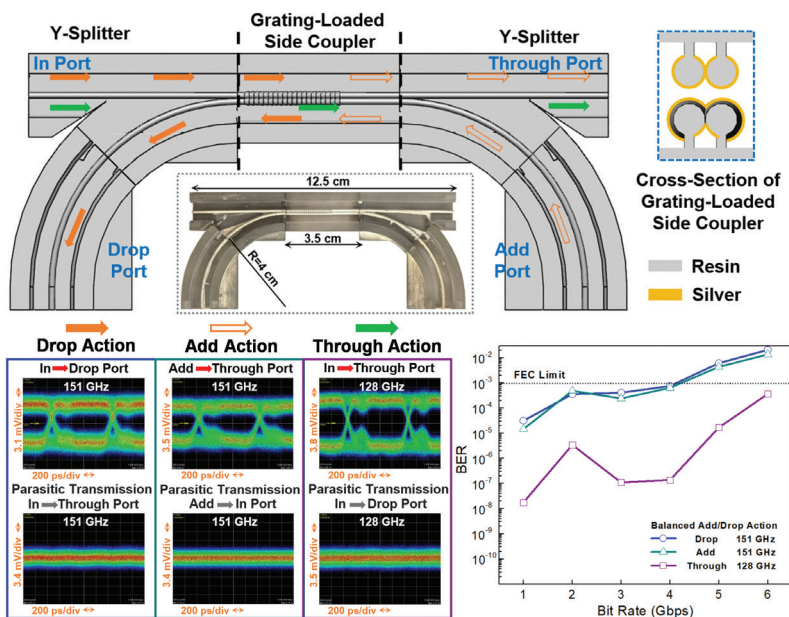 Y-Splitter
Grating-Loaded
Side Coupler
Y-Splitter
In Port
Through Port
Drop
Port
Add
Port
12.5 cm
3.5 cm
R=4 cm
Cross-Section of
Grating-Loaded
Side Coupler
Resin
Silver
Drop Action
Add Action
Through Action
In Drop Port
151 GHz
3.1 mV/div
200 ps/div
Add Through Port
151 GHz
3.5 mV/div
200 ps/div
In Through Port
128 GHz
3.8 mV/div
200 ps/div
Parasitic Transmission
In Through Port
151 GHz
3.4 mV/div
200 ps/div
Parasitic Transmission
Add In Port
151 GHz
3.4 mV/div
200 ps/div
Parasitic Transmission
In Drop Port
128 GHz
3.5 mV/div
200 ps/div
BER
10-2
10-3
10-4
10-5
10-6
10-7
10-8
10-9
10-10
FEC Limit
Balanced Add/Drop Action
Drop 151 GHz
Add 151 GHz
Through 128 GHz
1 2 3 4 5 6
Bit Rate (Gbps)